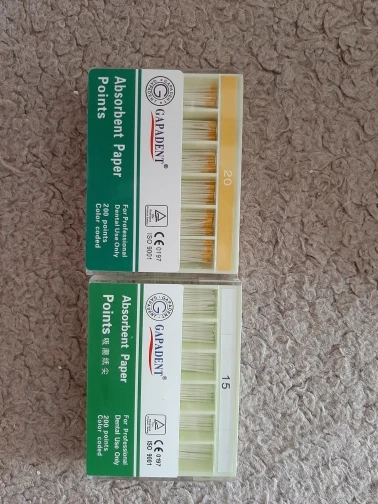 20
GAPADENT®
Absorbent Paper
Points
CE 0197
ISO 9001
For Professional
Dental Use Only
200 points
Color coded
15
GAPADENT®
Absorbent Paper
Points 吸潮纸尖
CE 0197
ISO 9001
For Professional
Dental Use Only
200 points
Color coded